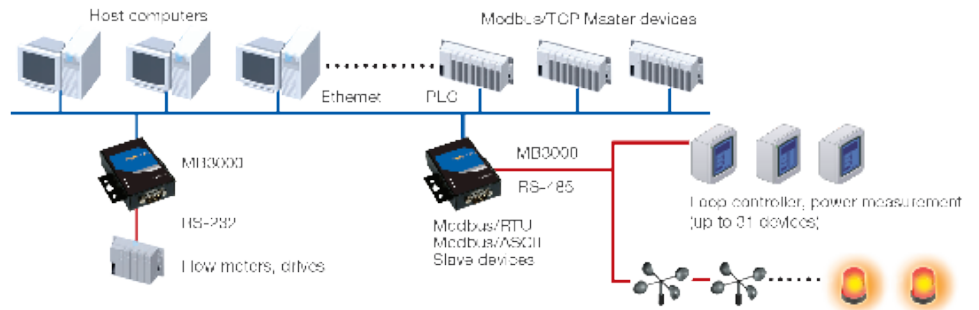 Host computers
Modbus/TCP Master devices
Ethernet
PLC
MB3000
MB3000
RS-485
Loop controller, power measurement
(up to 31 devices)
RS-232
Modbus/RTU
Modbus/ASCII
Slave devices
Flow meters, drives